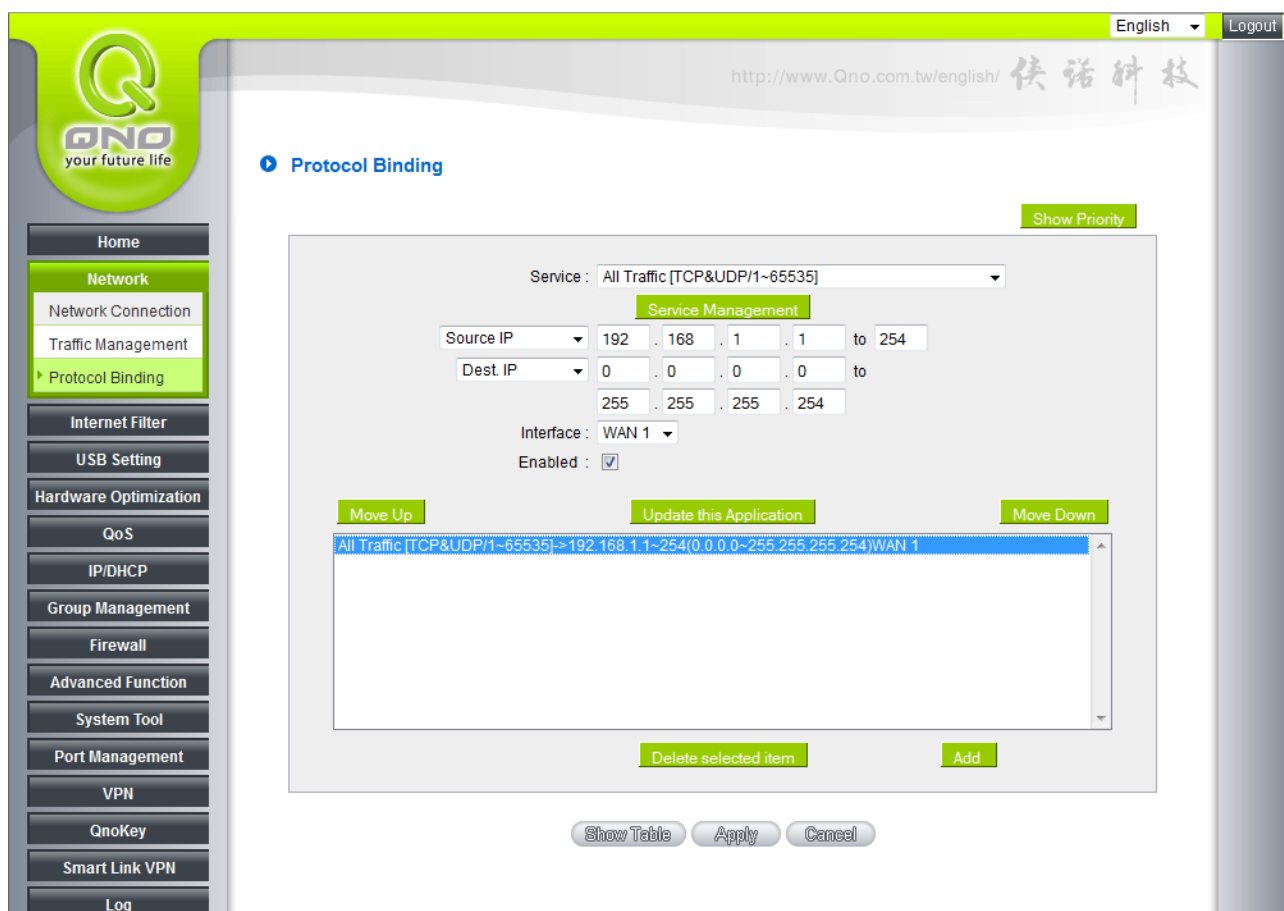 English
Logout
http://www.Qno.com.tw/english/ 侠诺科技
QNO
your future life
Protocol Binding
Show Priority
Home
Network
Network Connection
Traffic Management
Protocol Binding
Internet Filter
USB Setting
Hardware Optimization
QoS
IP/DHCP
Group Management
Firewall
Advanced Function
System Tool
Port Management
VPN
QnoKey
Smart Link VPN
Log
Service : All Traffic [TCP&UDP/1~65535]
Service Management
Source IP 192 . 168 . 1 . 1 to 254
Dest. IP 0 . 0 . 0 . 0 to
255 . 255 . 255 . 254
Interface : WAN 1
Enabled :
Move Up Update this Application Move Down
All Traffic [TCP&UDP/1~65535]->192.168.1.1~254(0.0.0.0~255.255.255.254)WAN 1
Delete selected item Add
Show Table Apply Cancel